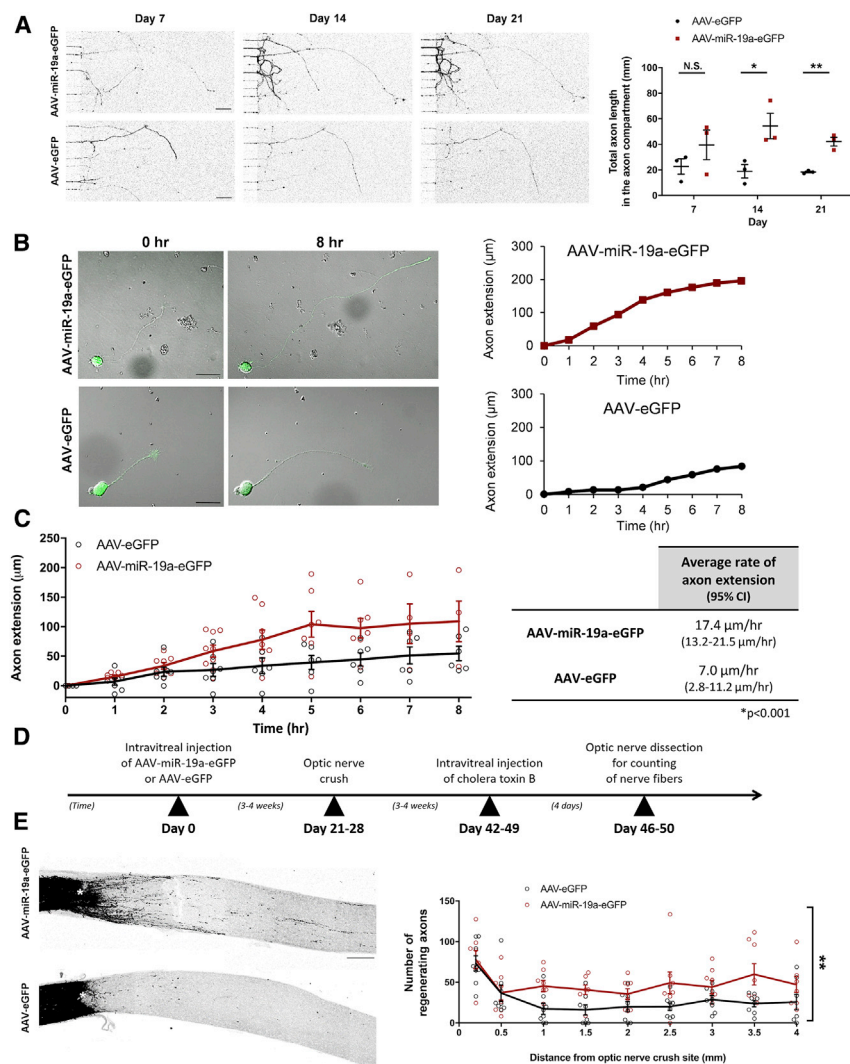 A
Day 7
Day 14
Day 21
AAV-miR-19a-eGFP
AAV-eGFP
AAV-eGFP
AAV-miR-19a-eGFP
N.S.
*
**
Total axon length
in the axon compartment (mm)
100
80
60
40
20
0
7
14
21
Day
B
0 hr
8 hr
AAV-miR-19a-eGFP
AAV-eGFP
AAV-miR-19a-eGFP
Axon extension (µm)
300
200
100
0
0 1 2 3 4 5 6 7 8
Time (hr)
AAV-eGFP
Axon extension (µm)
300
200
100
0
0 1 2 3 4 5 6 7 8
Time (hr)
C
AAV-eGFP
AAV-miR-19a-eGFP
Axon extension (µm)
250
200
150
100
50
0
0 1 2 3 4 5 6 7 8
Time (hr)
Average rate of
axon extension
(95% CI)
AAV-miR-19a-eGFP
17.4 µm/hr
(13.2-21.5 µm/hr)
AAV-eGFP
7.0 µm/hr
(2.8-11.2 µm/hr)
*p<0.001
D
Intravitreal injection
of AAV-miR-19a-eGFP
or AAV-eGFP
Optic nerve
crush
Intravitreal injection
of cholera toxin B
Optic nerve dissection
for counting
of nerve fibers
(Time)
(3-4 weeks)
(3-4 weeks)
(4 days)
Day 0
Day 21-28
Day 42-49
Day 46-50
E
AAV-miR-19a-eGFP
*
AAV-eGFP
*
AAV-eGFP
AAV-miR-19a-eGFP
Number of
regenerating axons
150
100
50
0
0 0.5 1 1.5 2 2.5 3 3.5 4
**
Distance from optic nerve crush site (mm)